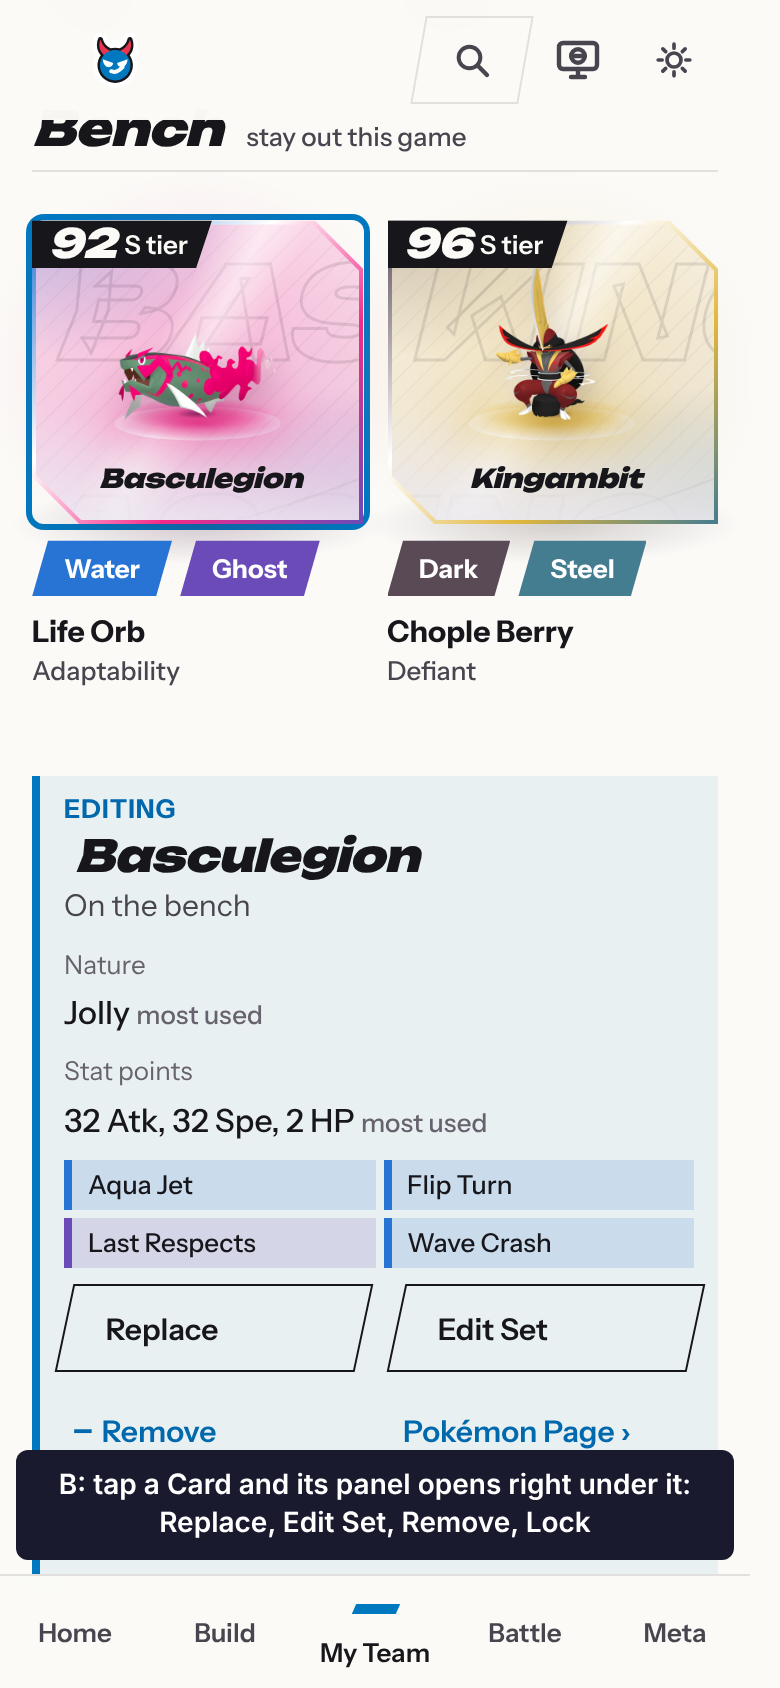 Bench stay out this game
92 S tier
BAS
Basculegion
96 S tier
KING
Kingambit
Water Ghost
Dark Steel
Life Orb
Adaptability
Chople Berry
Defiant
EDITING
Basculegion
On the bench
Nature
Jolly most used
Stat points
32 Atk, 32 Spe, 2 HP most used
Aqua Jet
Flip Turn
Last Respects
Wave Crash
Replace
Edit Set
– Remove
Pokémon Page ›
B: tap a Card and its panel opens right under it:
Replace, Edit Set, Remove, Lock
Home
Build
My Team
Battle
Meta